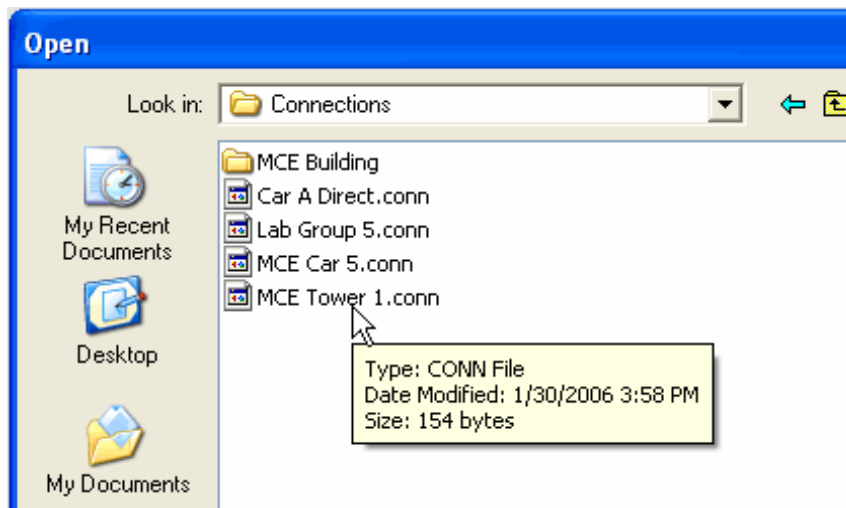 Open
Look in:
Connections
My Recent
Documents
Desktop
My Documents
MCE Building
Car A Direct.conn
Lab Group 5.conn
MCE Car 5.conn
MCE Tower 1.conn
Type: CONN File
Date Modified: 1/30/2006 3:58 PM
Size: 154 bytes